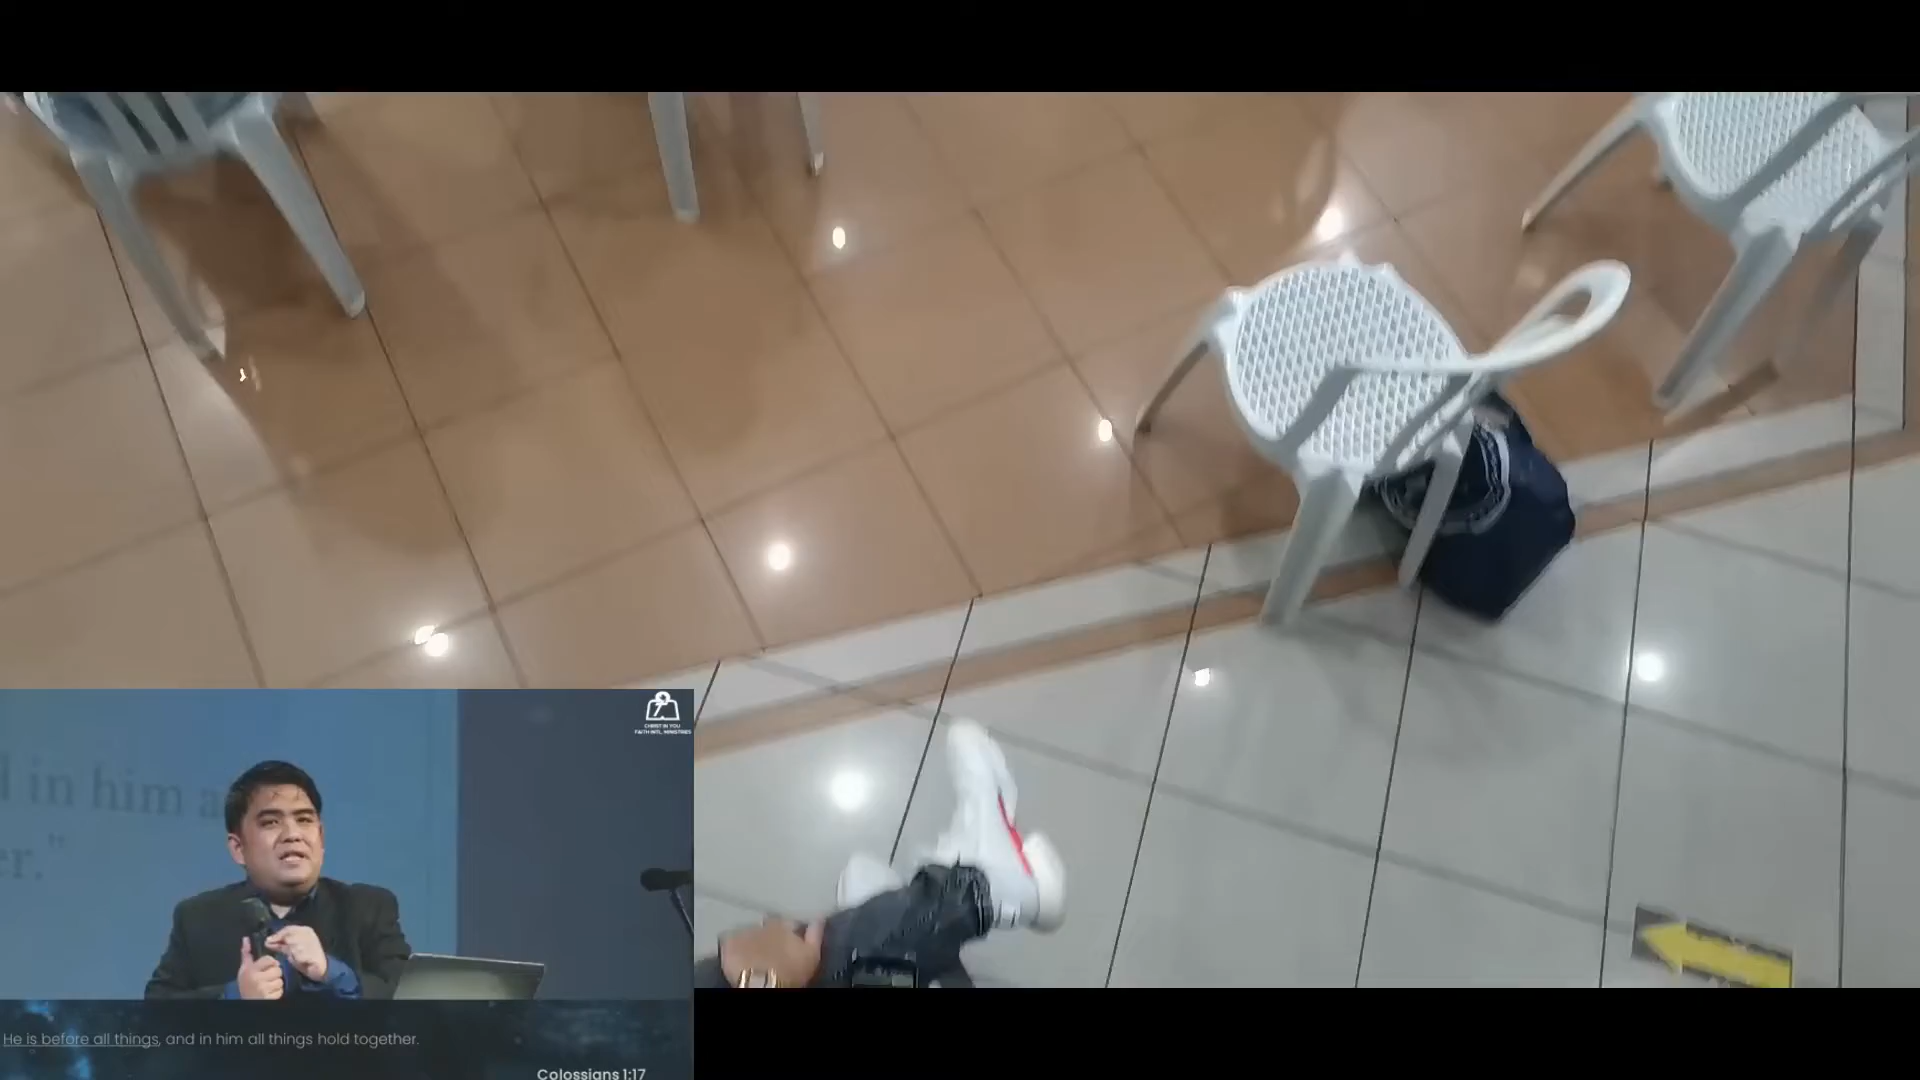 d in him a
er."
CHRIST IN YOU
FAITH INTL. MINISTRIES
He is before all things, and in him all things hold together.
Colossians 1:17